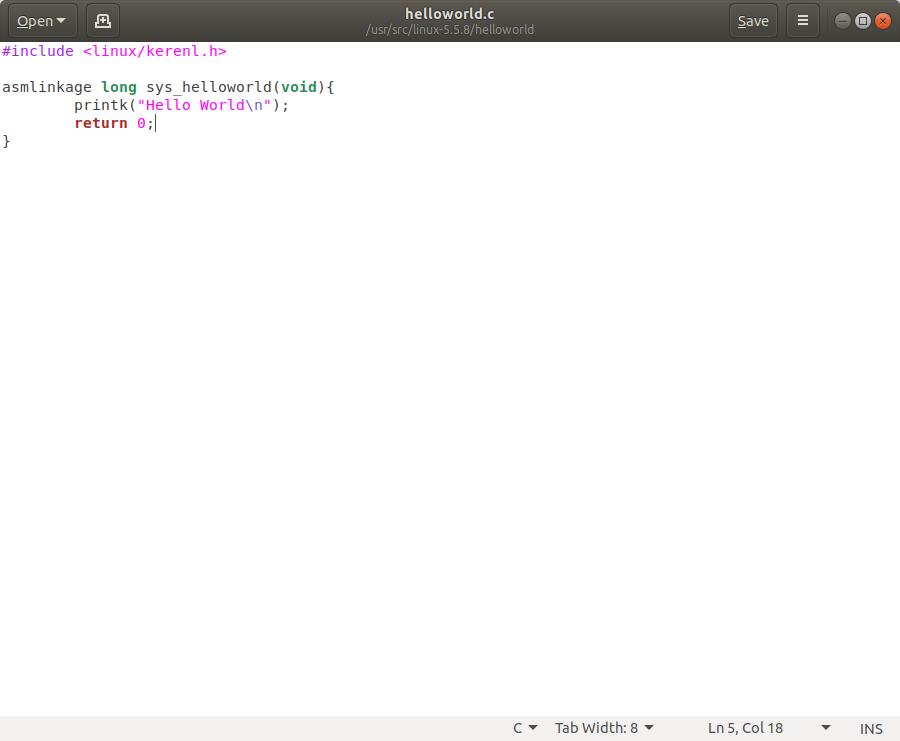 Open
helloworld.c
/usr/src/linux-5.5.8/helloworld
Save
#include <linux/kerenl.h>
asmlinkage long sys_helloworld(void){
printk("Hello World\n");
return 0;
}
C
Tab Width: 8
Ln 5, Col 18
INS